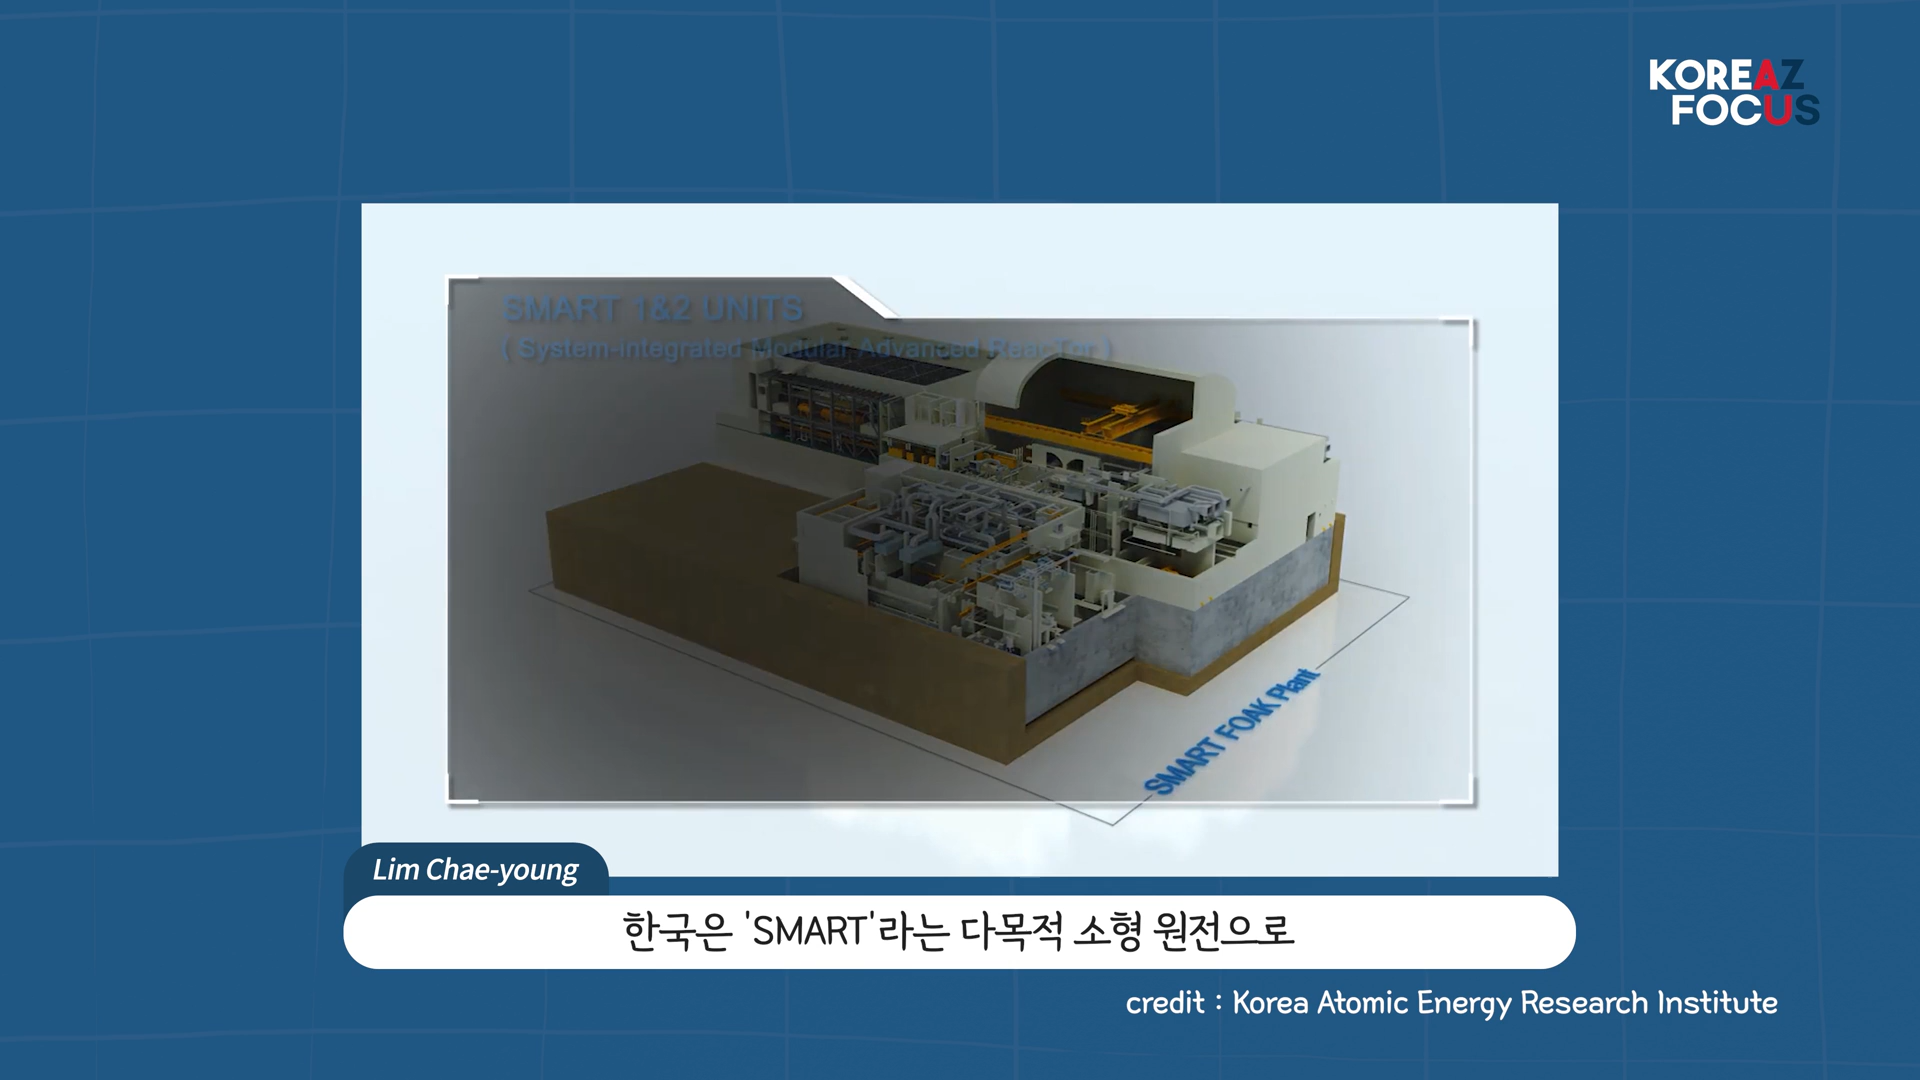 KOREAZ
FOCUS
SMART 1&2 UNITS
( System-integrated Modular Advanced ReacTor )
SMART FOAK Plant
Lim Chae-young
한국은 'SMART'라는 다목적 소형 원전으로
credit : Korea Atomic Energy Research Institute